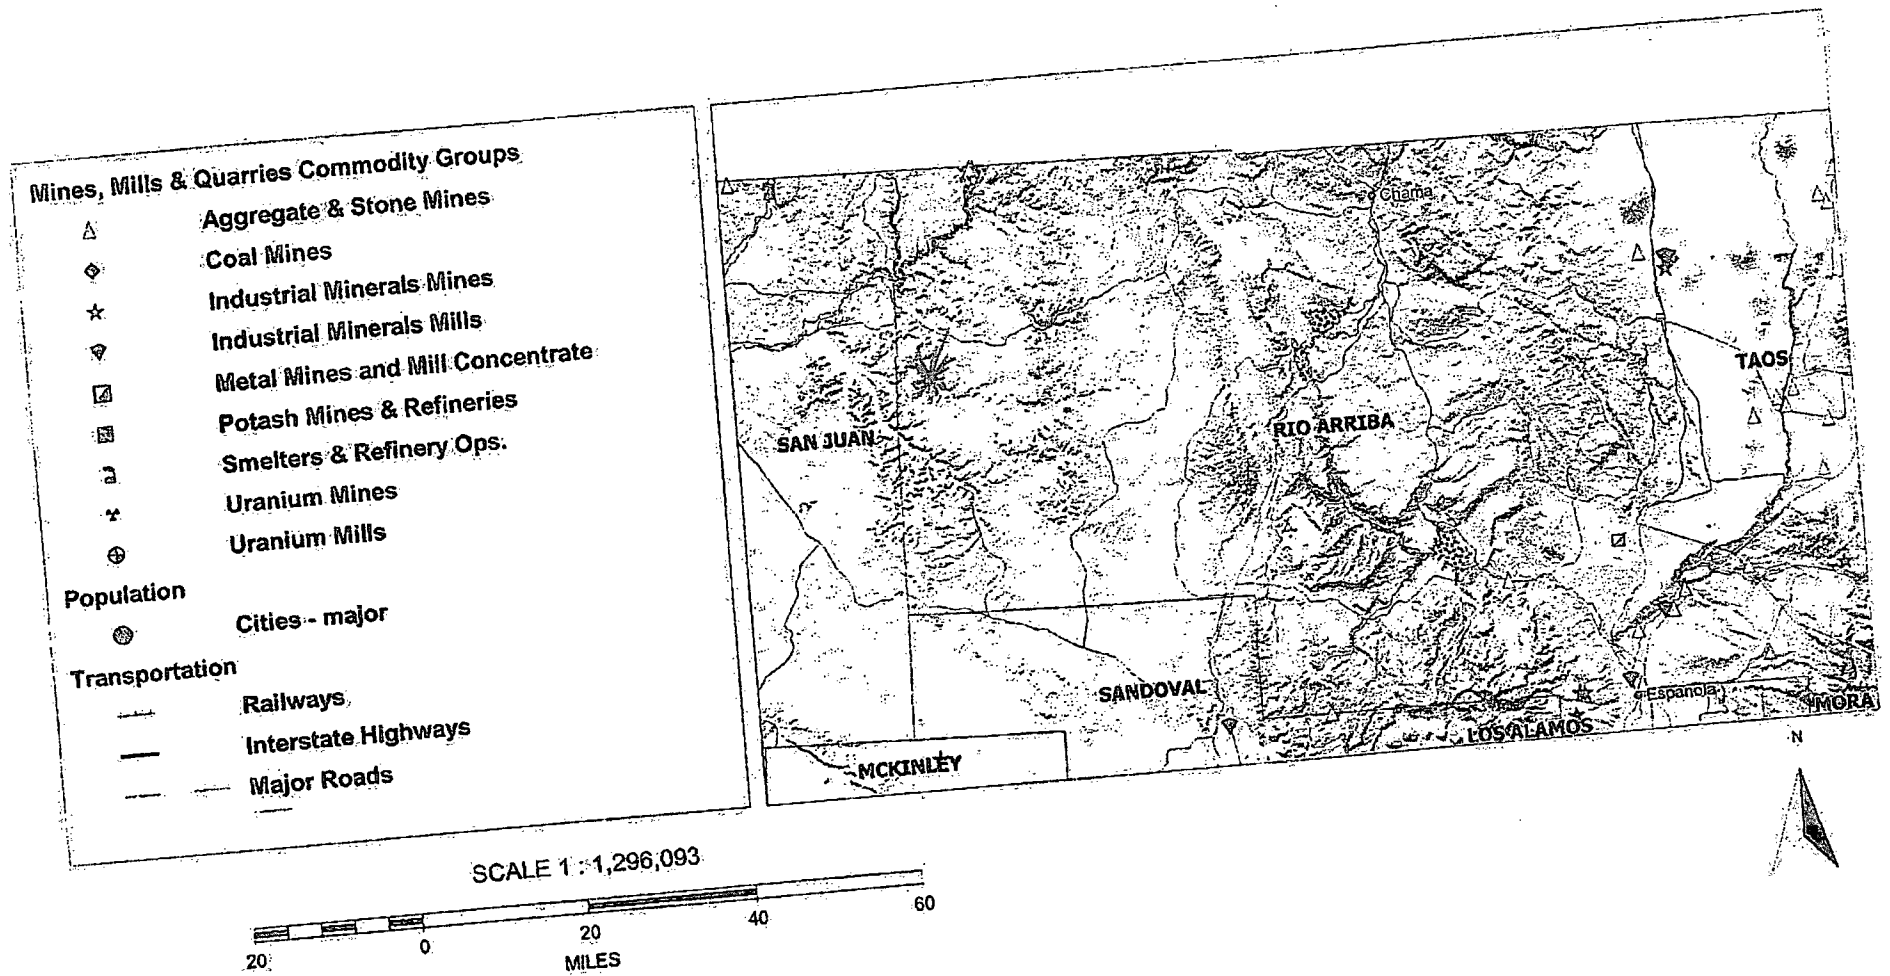 Mines, Mills & Quarries Commodity Groups
Aggregate & Stone Mines
Coal Mines
Industrial Minerals Mines
Industrial Minerals Mills
Metal Mines and Mill Concentrate
Potash Mines & Refineries
Smelters & Refinery Ops.
Uranium Mines
Uranium Mills
Population
Cities - major
Transportation
Railways
Interstate Highways
Major Roads
Chama
TAOS
SAN JUAN
RIO ARRIBA
SANDOVAL
Espanola
MORA
LOS ALAMOS
MCKINLEY
N
SCALE 1 : 1,296,093
20 0 20 40 60
MILES